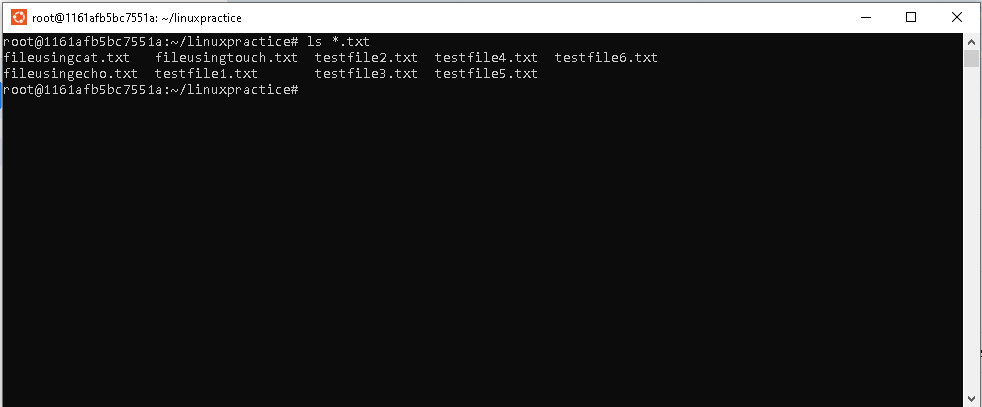 root@1161afb5bc7551a: ~/linuxpractice
root@1161afb5bc7551a:~/linuxpractice# ls *.txt
fileusingcat.txt   fileusingtouch.txt  testfile2.txt  testfile4.txt  testfile6.txt
fileusingecho.txt  testfile1.txt       testfile3.txt  testfile5.txt
root@1161afb5bc7551a:~/linuxpractice#